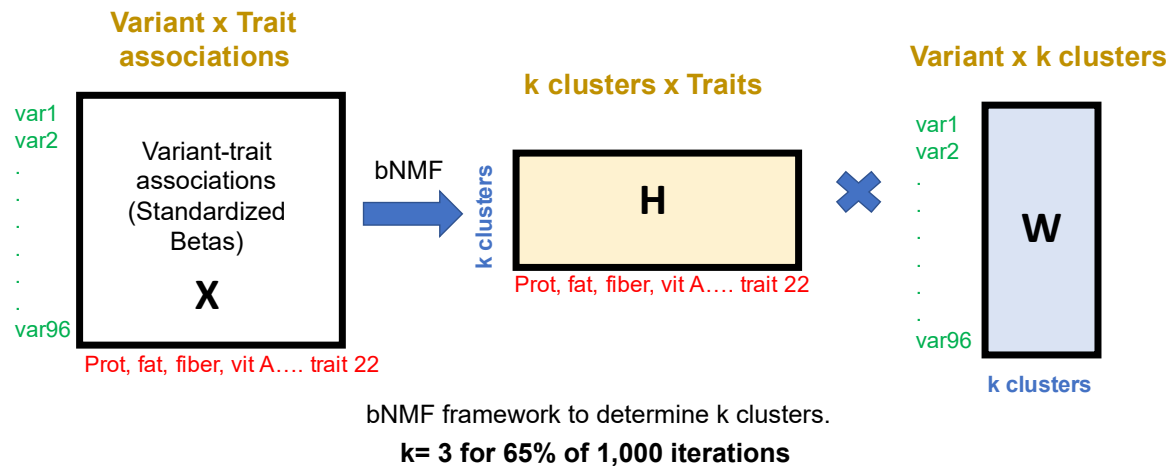 Variant x Trait
associations
var1
var2
.
.
.
.
.
.
var96
Variant-trait
associations
(Standardized
Betas)
X
Prot, fat, fiber, vit A…. trait 22
bNMF
k clusters x Traits
k clusters
H
Prot, fat, fiber, vit A…. trait 22
Variant x k clusters
var1
var2
.
.
.
.
.
.
var96
W
k clusters
bNMF framework to determine k clusters.
k= 3 for 65% of 1,000 iterations